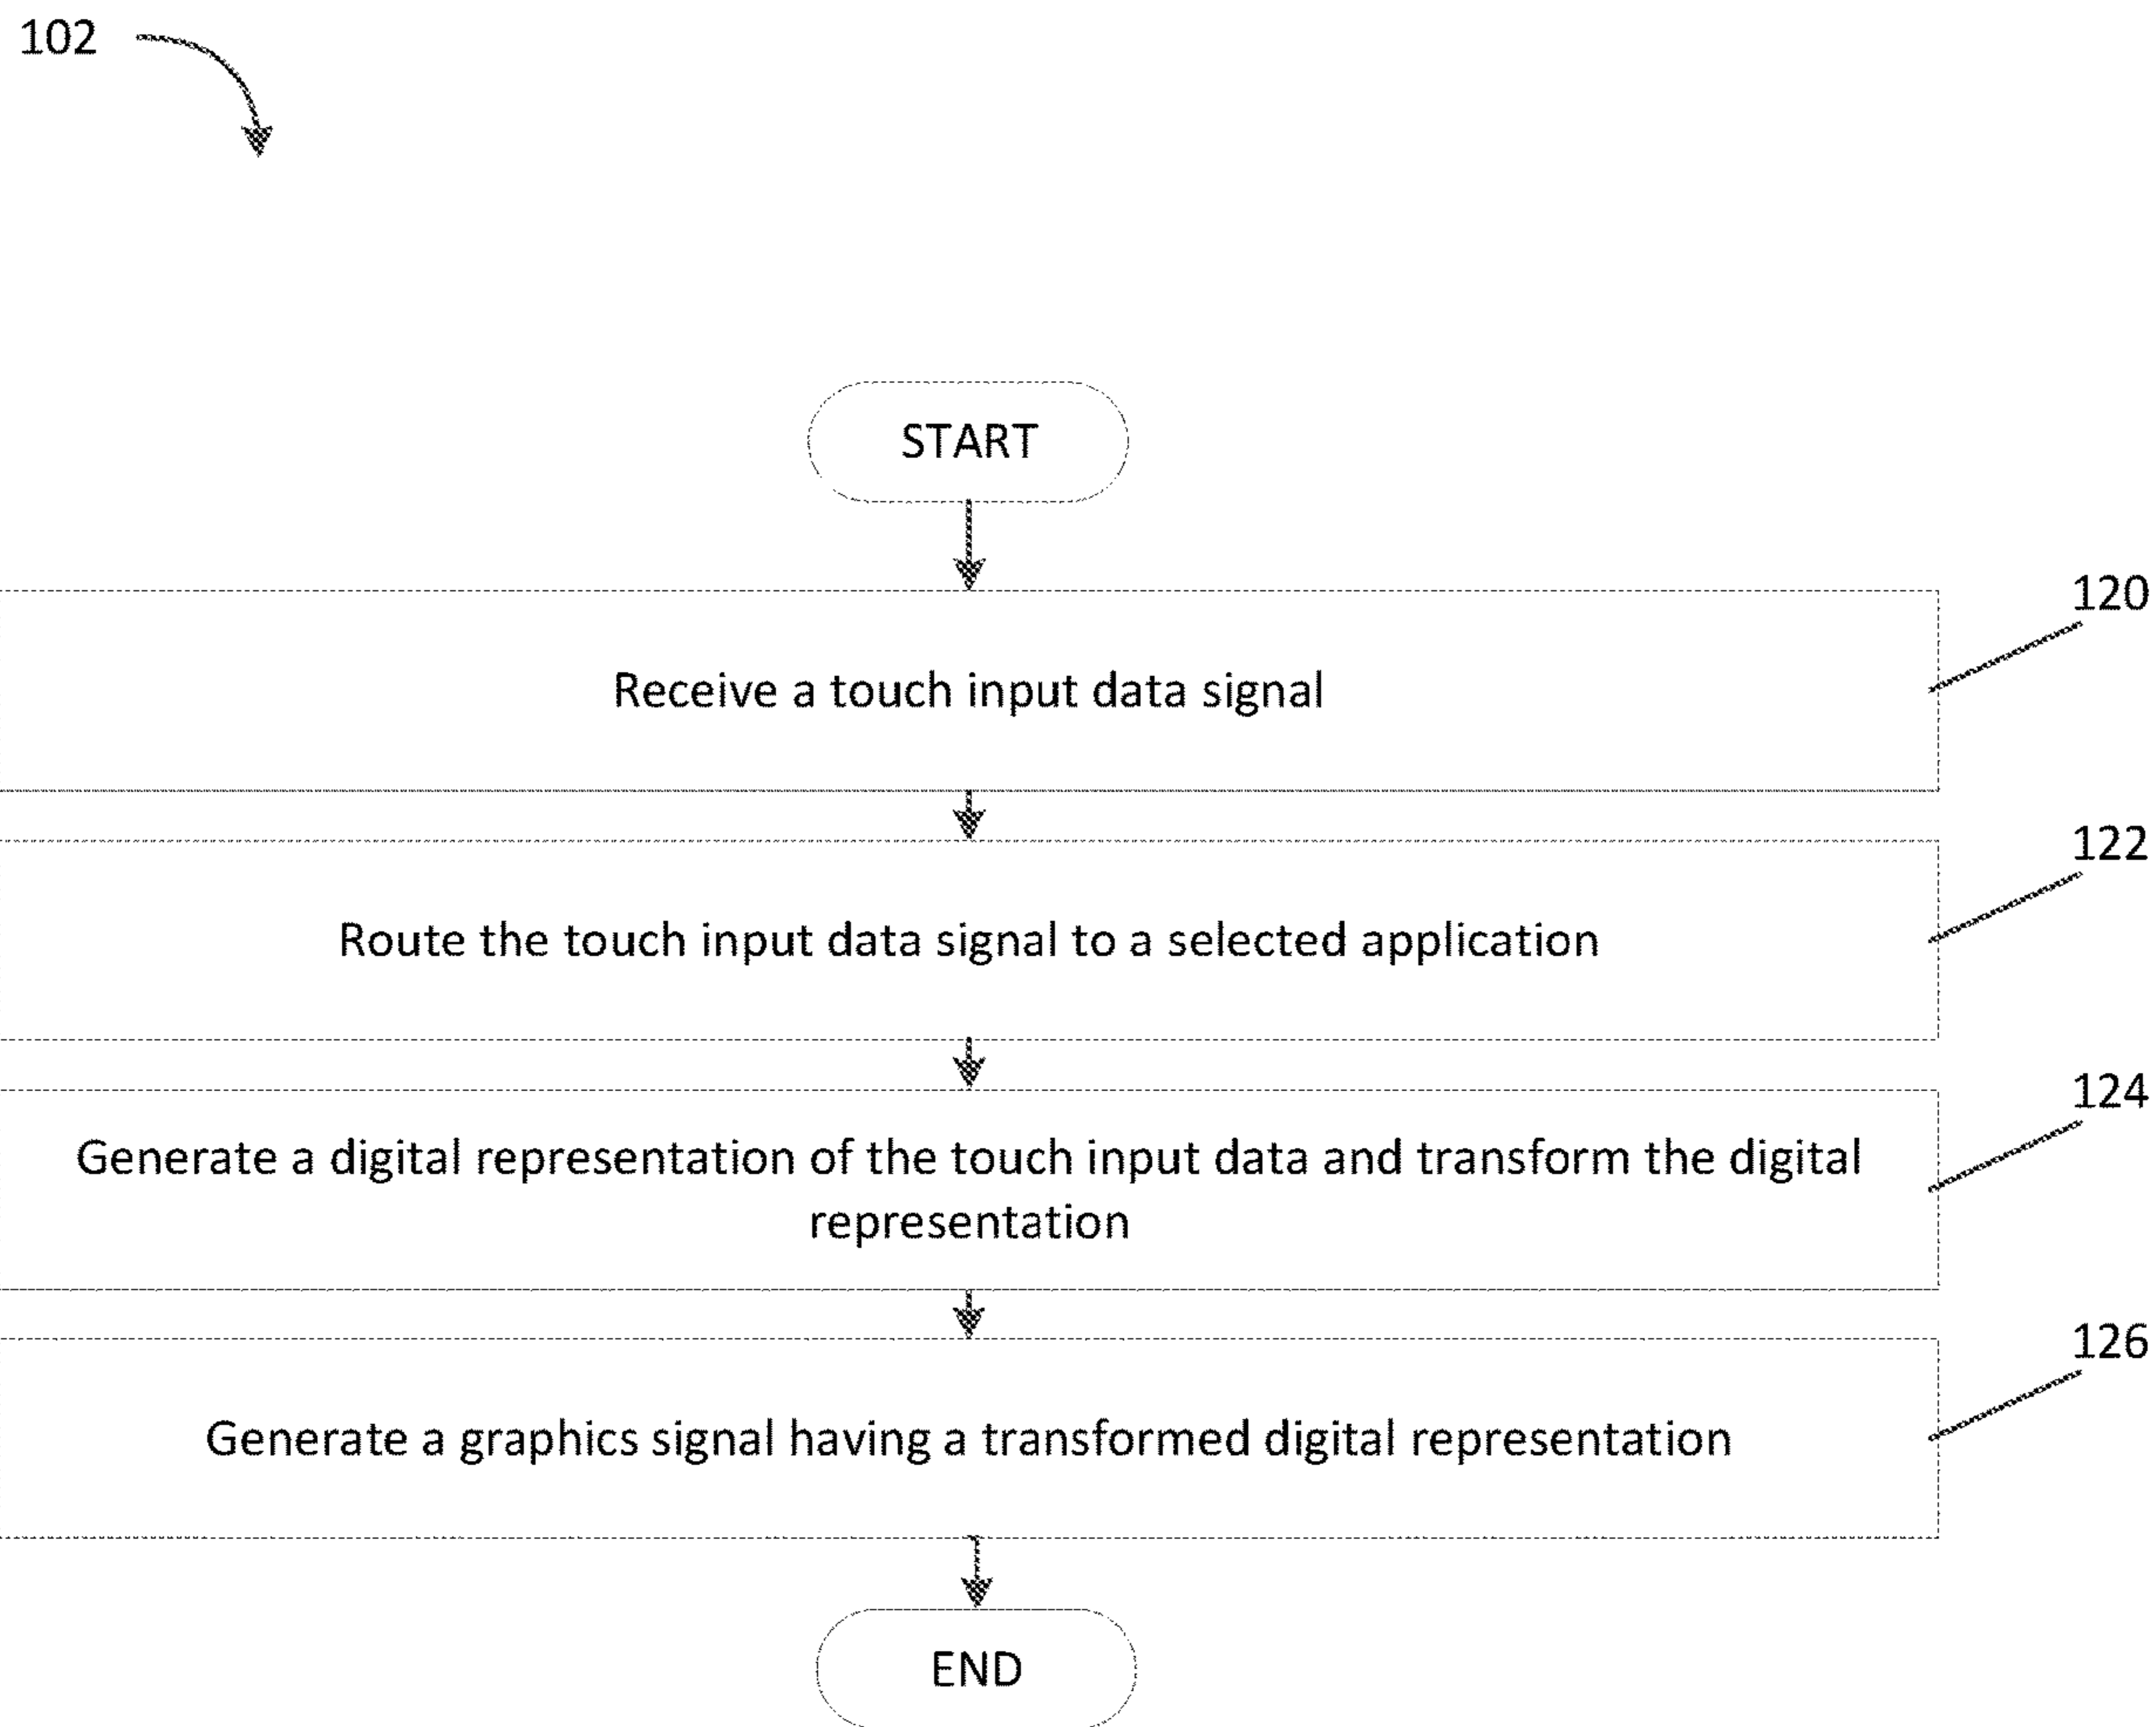 102
START
120
Receive a touch input data signal
122
Route the touch input data signal to a selected application
124
Generate a digital representation of the touch input data and transform the digital
representation
126
Generate a graphics signal having a transformed digital representation
END